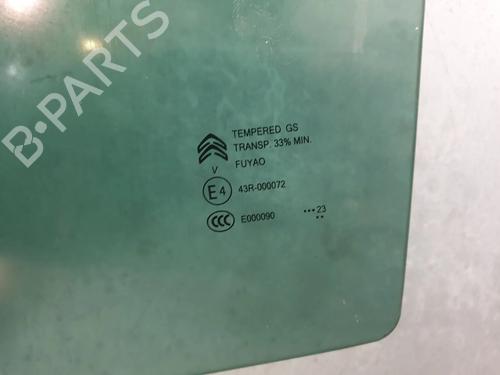 B-PARTS
TEMPERED GS
TRANSP. 33% MIN.
V FUYAO
E4 43R-000072
CCC E000090 •••23
••